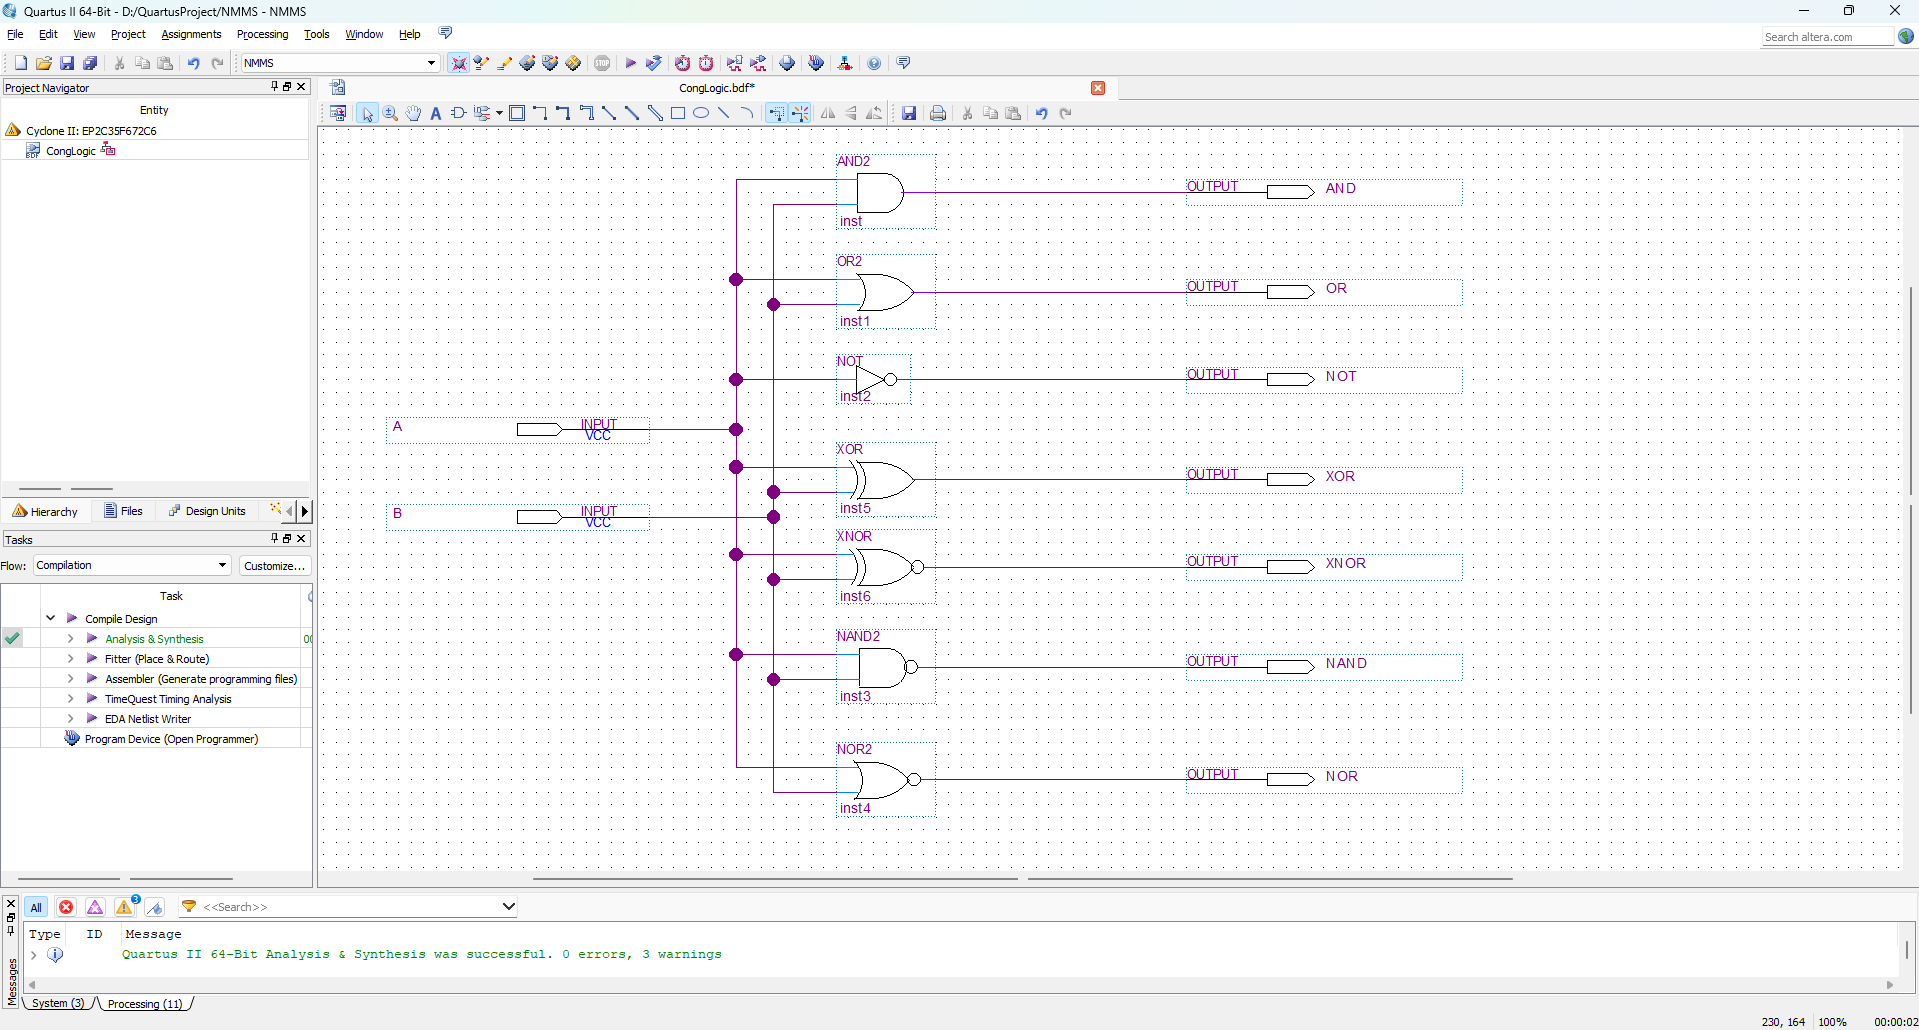 Quartus II 64-Bit - D:/QuartusProject/NMMS - NMMS
File Edit View Project Assignments Processing Tools Window Help
Search altera.com
NMMS
Project Navigator
CongLogic.bdf*
Entity
Cyclone II: EP2C35F672C6
CongLogic
AND2
inst
OUTPUT
AND
OR2
inst1
OUTPUT
OR
NOT
inst2
OUTPUT
NOT
A
INPUT
VCC
XOR
inst5
OUTPUT
XOR
B
INPUT
VCC
XNOR
inst6
OUTPUT
XNOR
NAND2
inst3
OUTPUT
NAND
NOR2
inst4
OUTPUT
NOR
Hierarchy Files Design Units
Tasks
Flow: Compilation Customize...
Task
Compile Design
Analysis & Synthesis
Fitter (Place & Route)
Assembler (Generate programming files)
TimeQuest Timing Analysis
EDA Netlist Writer
Program Device (Open Programmer)
All
3
<<Search>>
Type ID Message
Quartus II 64-Bit Analysis & Synthesis was successful. 0 errors, 3 warnings
Messages
System (3) Processing (11)
230, 164 100% 00:00:02